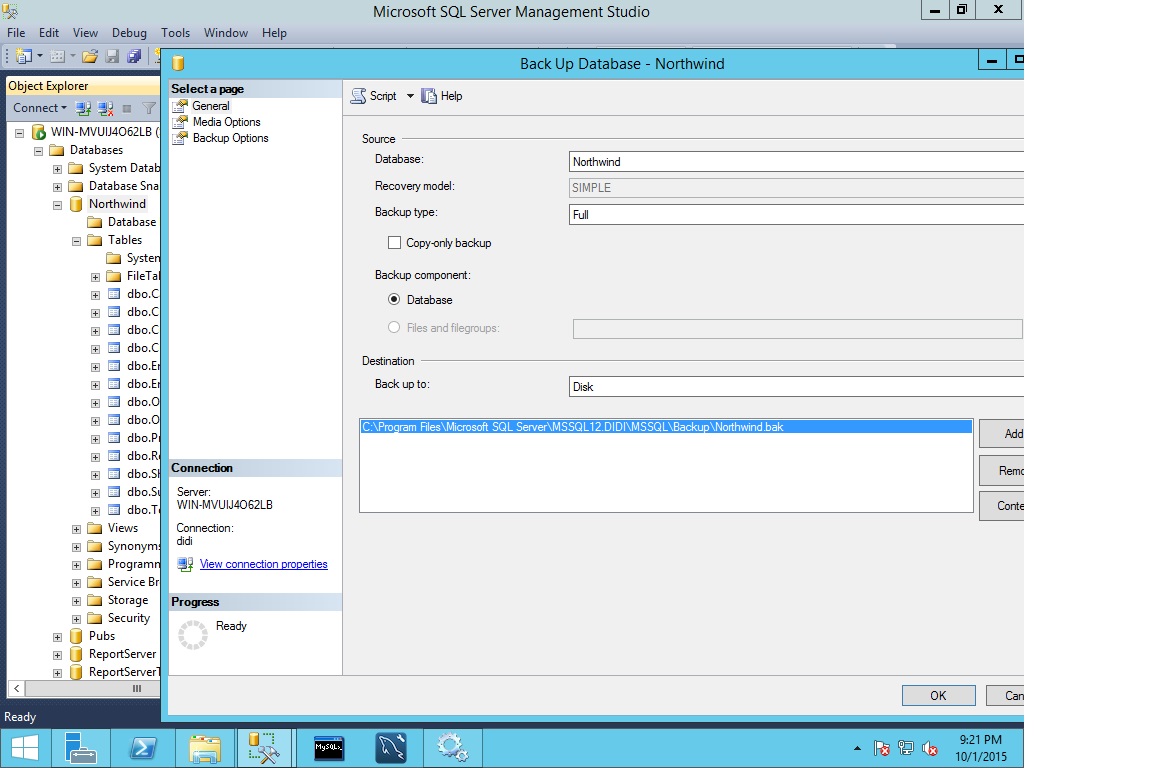 Microsoft SQL Server Management Studio
File Edit View Debug Tools Window Help
Back Up Database - Northwind
Object Explorer
Connect
WIN-MVUIJ4O62LB (
Databases
System Datab
Database Sna
Northwind
Database
Tables
System
FileTal
dbo.C
dbo.C
dbo.C
dbo.C
dbo.Er
dbo.Er
dbo.O
dbo.O
dbo.Pr
dbo.Re
dbo.Sh
dbo.Su
dbo.Te
Views
Synonyms
Programm
Service Br
Storage
Security
Pubs
ReportServer
ReportServerT
Ready
Select a page
General
Media Options
Backup Options
Connection
Server:
WIN-MVUIJ4O62LB
Connection:
didi
View connection properties
Progress
Ready
Script Help
Source
Database: Northwind
Recovery model: SIMPLE
Backup type: Full
Copy-only backup
Backup component:
Database
Files and filegroups:
Destination
Back up to: Disk
C:\Program Files\Microsoft SQL Server\MSSQL12.DIDI\MSSQL\Backup\Northwind.bak
Add
Remo
Conte
OK Can
MySQL
9:21 PM
10/1/2015